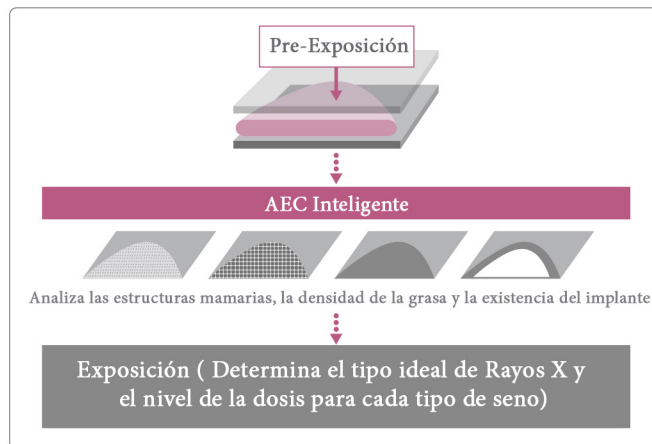 Pre-Exposición
AEC Inteligente
Analiza las estructuras mamarias, la densidad de la grasa y la existencia del implante
Exposición ( Determina el tipo ideal de Rayos X y
el nivel de la dosis para cada tipo de seno)